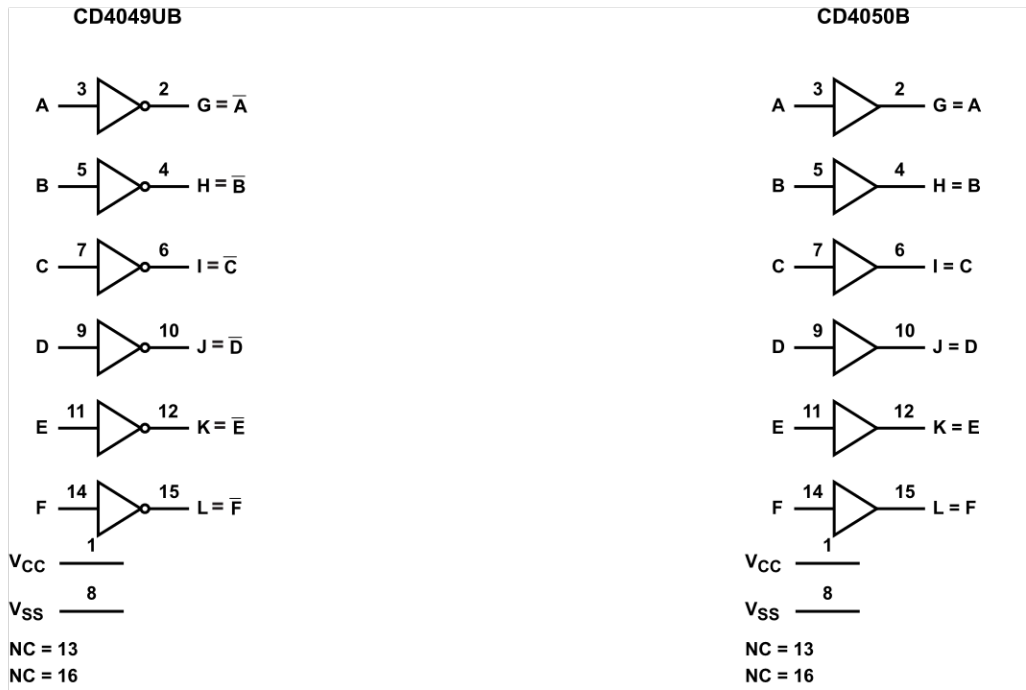 CD4049UB
A 3 2 G = A̅
B 5 4 H = B̅
C 7 6 I = C̅
D 9 10 J = D̅
E 11 12 K = E̅
F 14 15 L = F̅
1
VCC
8
VSS
NC = 13
NC = 16
CD4050B
A 3 2 G = A
B 5 4 H = B
C 7 6 I = C
D 9 10 J = D
E 11 12 K = E
F 14 15 L = F
1
VCC
8
VSS
NC = 13
NC = 16